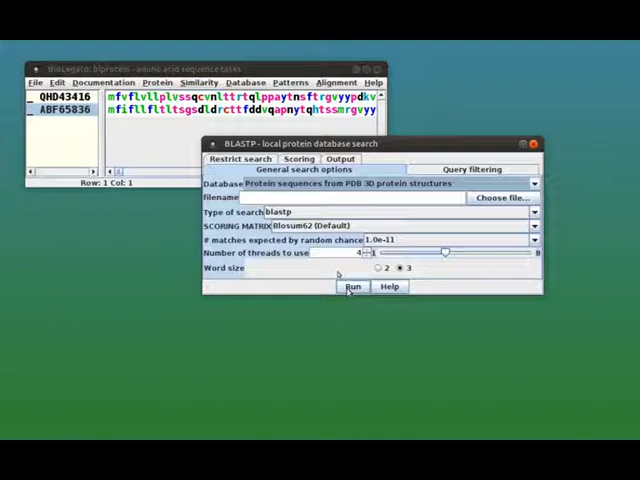 BioLegato: blprotein - amino acid sequence tasks
File Edit Documentation Protein Similarity Database Patterns Alignment Help
_ QHD43416 mfvflvllplvssqcvnlttrtqlppaytnsftrgvyypdkv
_ ABF65836 mfifllfltltsgsdldrcttfddvqapnytqhtssmrgvyy
Row: 1 Col: 1
BLASTP - local protein database search
Restrict search Scoring Output
General search options Query filtering
Database Protein sequences from PDB 3D protein structures
filename Choose file...
Type of search blastp
SCORING MATRIX Blosum62 (Default)
# matches expected by random chance 1.0e-11
Number of threads to use 4 1 8
Word size 2 3
Run Help